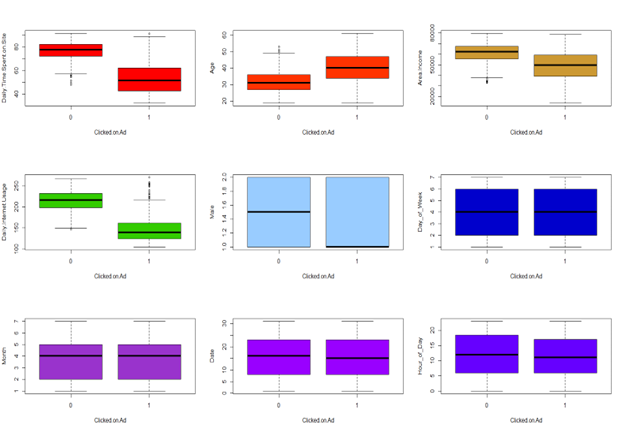 Daily.Time.Spent.on.Site
40 60 80
0 1
Clicked.on.Ad
Age
20 30 40 50 60
0 1
Clicked.on.Ad
Area.Income
20000 50000 80000
0 1
Clicked.on.Ad
Daily.Internet.Usage
100 150 200 250
0 1
Clicked.on.Ad
Male
1.0 1.2 1.4 1.6 1.8 2.0
0 1
Clicked.on.Ad
Day_of_Week
1 2 3 4 5 6 7
0 1
Clicked.on.Ad
Month
1 2 3 4 5 6 7
0 1
Clicked.on.Ad
Date
0 5 10 15 20 25 30
0 1
Clicked.on.Ad
Hour_of_Day
0 5 10 15 20
0 1
Clicked.on.Ad